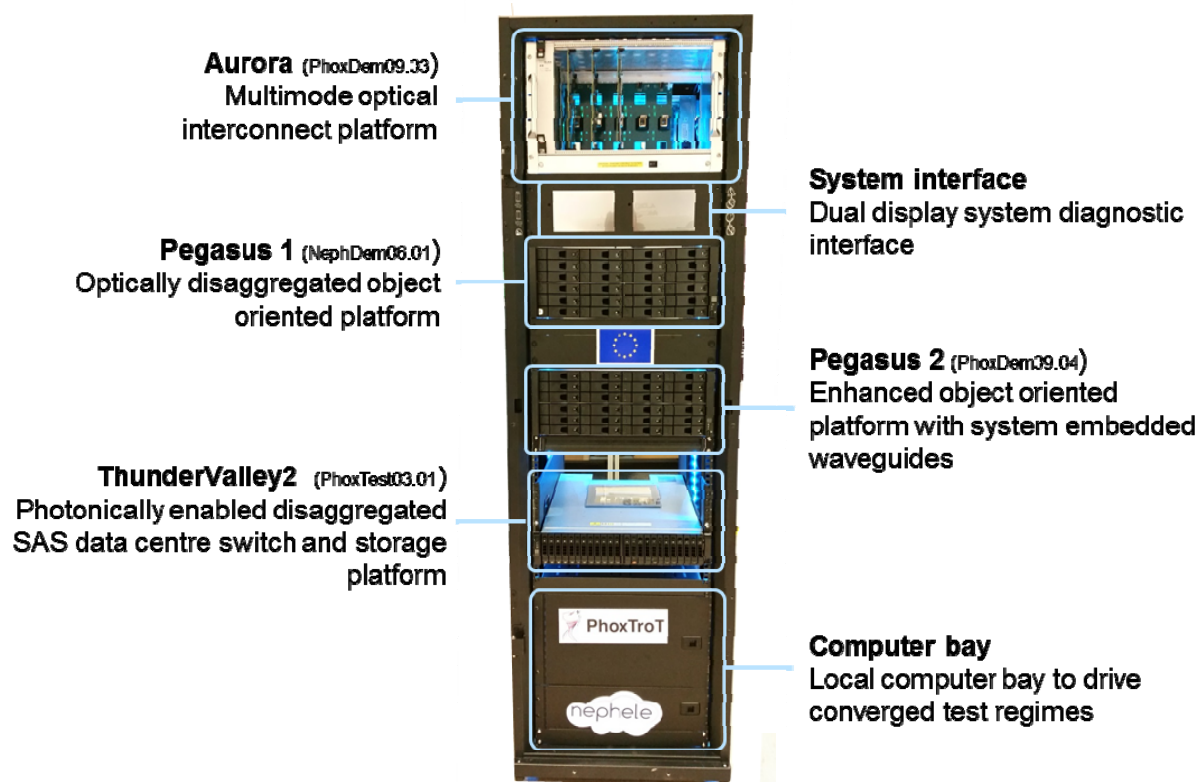 Aurora (PhoxDem09.33)
Multimode optical
interconnect platform
System interface
Dual display system diagnostic
interface
Pegasus 1 (NephDem06.01)
Optically disaggregated object
oriented platform
Pegasus 2 (PhoxDem39.04)
Enhanced object oriented
platform with system embedded
waveguides
ThunderValley2 (PhoxTest03.01)
Photonically enabled disaggregated
SAS data centre switch and storage
platform
PhoxTroT
nephele
Computer bay
Local computer bay to drive
converged test regimes